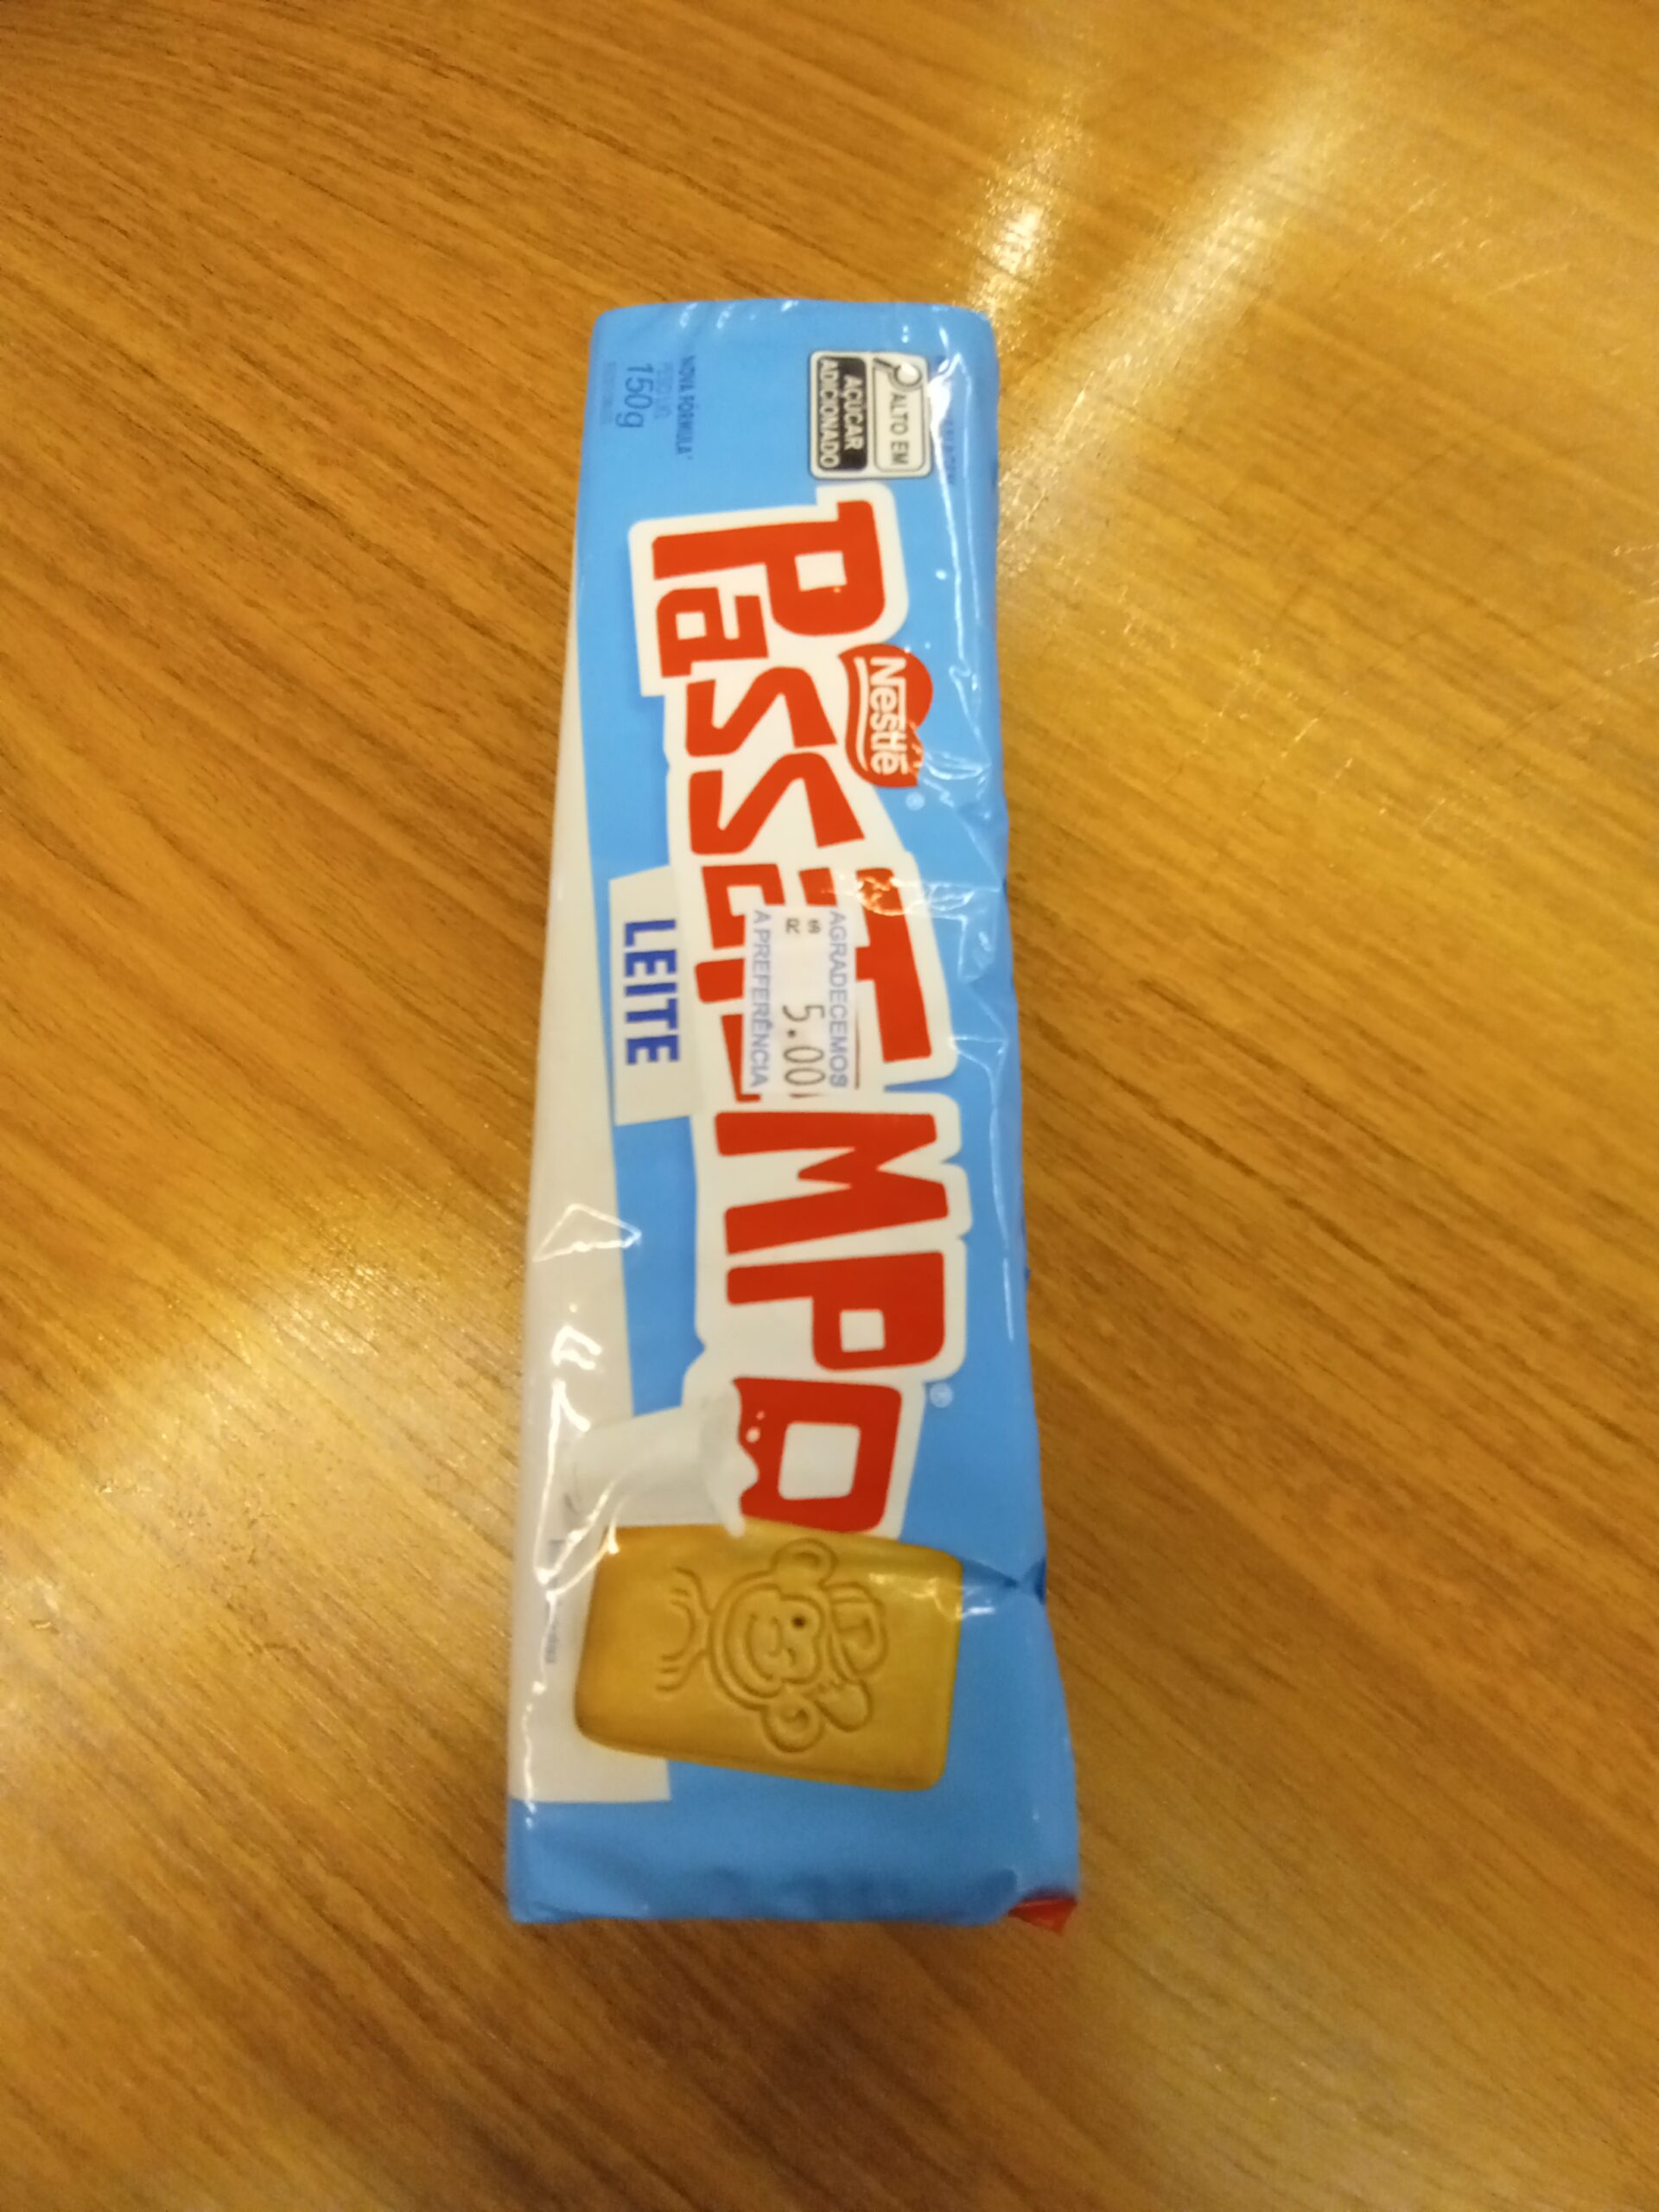 ALTO EM
AÇÚCAR
ADICIONADO
NOVA FÓRMULA
150g
Nestlé
PASSATEMPO
LEITE
AGRADECEMOS
R$ 5.00
A PREFERÊNCIA